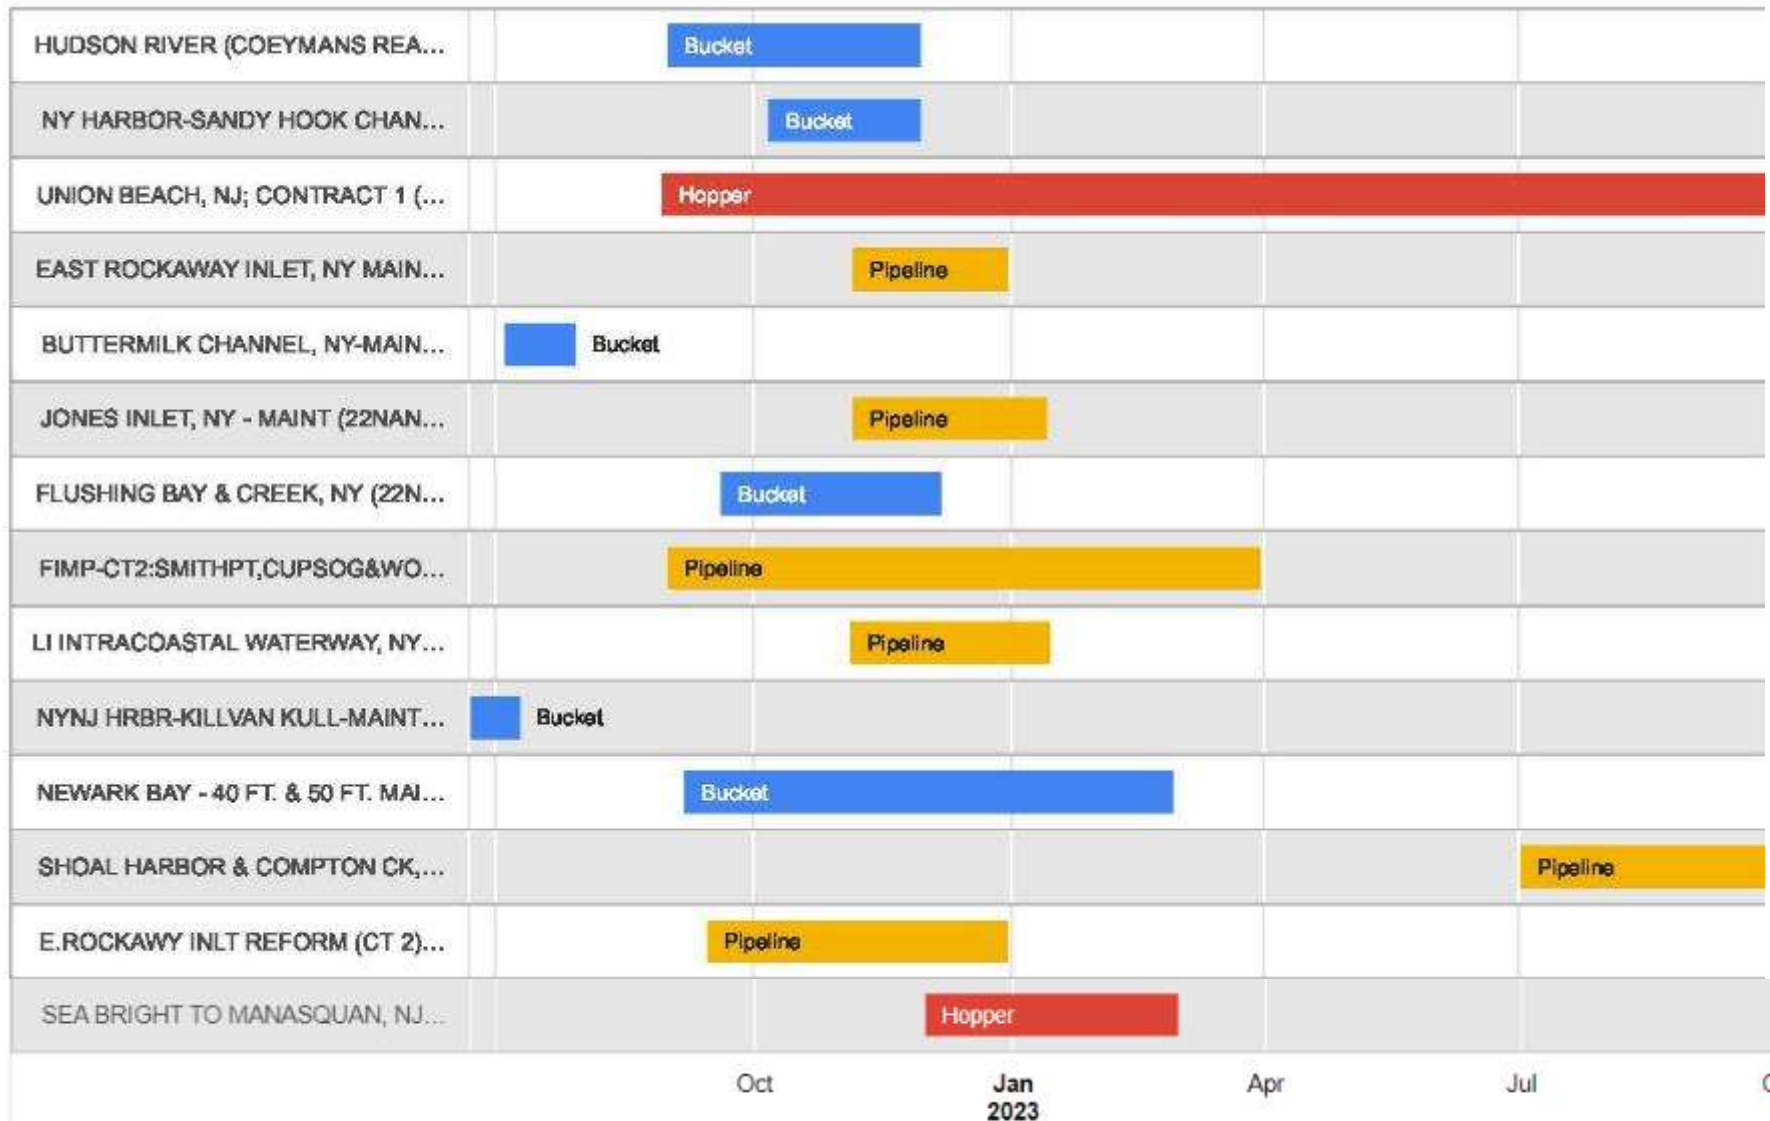 HUDSON RIVER (COEYMANS REA...
Bucket
NY HARBOR-SANDY HOOK CHAN...
Bucket
UNION BEACH, NJ; CONTRACT 1 (...
Hopper
EAST ROCKAWAY INLET, NY MAIN...
Pipeline
BUTTERMILK CHANNEL, NY-MAIN...
Bucket
JONES INLET, NY - MAINT (22NAN...
Pipeline
FLUSHING BAY & CREEK, NY (22N...
Bucket
FIMP-CT2:SMITHPT,CUPSOG&WO...
Pipeline
LI INTRACOASTAL WATERWAY, NY...
Pipeline
NYNJ HRBR-KILLVAN KULL-MAINT...
Bucket
NEWARK BAY - 40 FT. & 50 FT. MAI...
Bucket
SHOAL HARBOR & COMPTON CK,...
Pipeline
E.ROCKAWY INLT REFORM (CT 2)...
Pipeline
SEA BRIGHT TO MANASQUAN, NJ...
Hopper
Oct Jan Apr Jul
2023